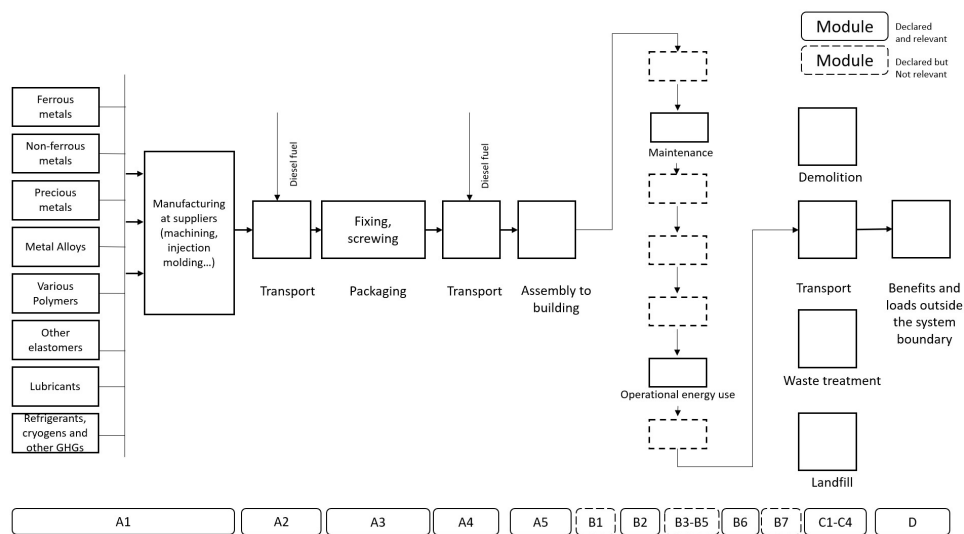 Module
Declared
and relevant
Module
Declared but
Not relevant
Ferrous
metals
Non-ferrous
metals
Precious
metals
Metal Alloys
Various
Polymers
Other
elastomers
Lubricants
Refrigerants,
cryogens and
other GHGs
Manufacturing
at suppliers
(machining,
injection
molding...)
Diesel fuel
Transport
Fixing,
screwing
Packaging
Diesel fuel
Transport
Assembly to
building
Maintenance
Operational energy use
Demolition
Transport
Waste treatment
Landfill
Benefits and
loads outside
the system
boundary
A1
A2
A3
A4
A5
B1
B2
B3-B5
B6
B7
C1-C4
D